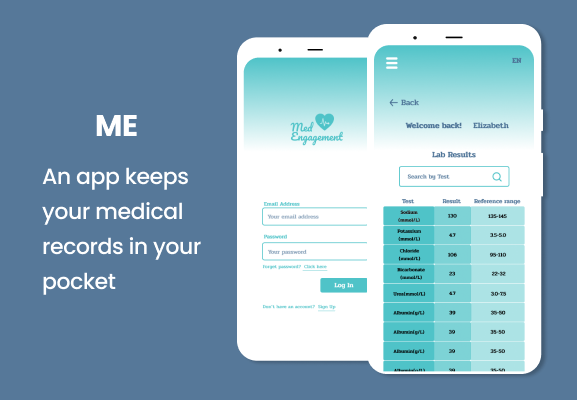 ME
An app keeps
your medical
records in your
pocket
Med
Engagement
Email Address
Your email address
Password
Your password
Forgot password? Click here
Log In
Don't have an account? Sign Up
EN
Back
Welcome back! Elizabeth
Lab Results
Search by Test
Test Result Reference range
Sodium (mmol/L) 130 135-145
Potassium (mmol/L) 4.7 3.5-5.0
Chloride (mmol/L) 106 95-110
Bicarbonate (mmol/L) 23 22-32
Urea(mmol/L) 4.7 3.0-7.5
Albumin(g/L) 39 35-50
Albumin(g/L) 39 35-50
Albumin(g/L) 39 35-50
Albumin(g/L) 39 35-50